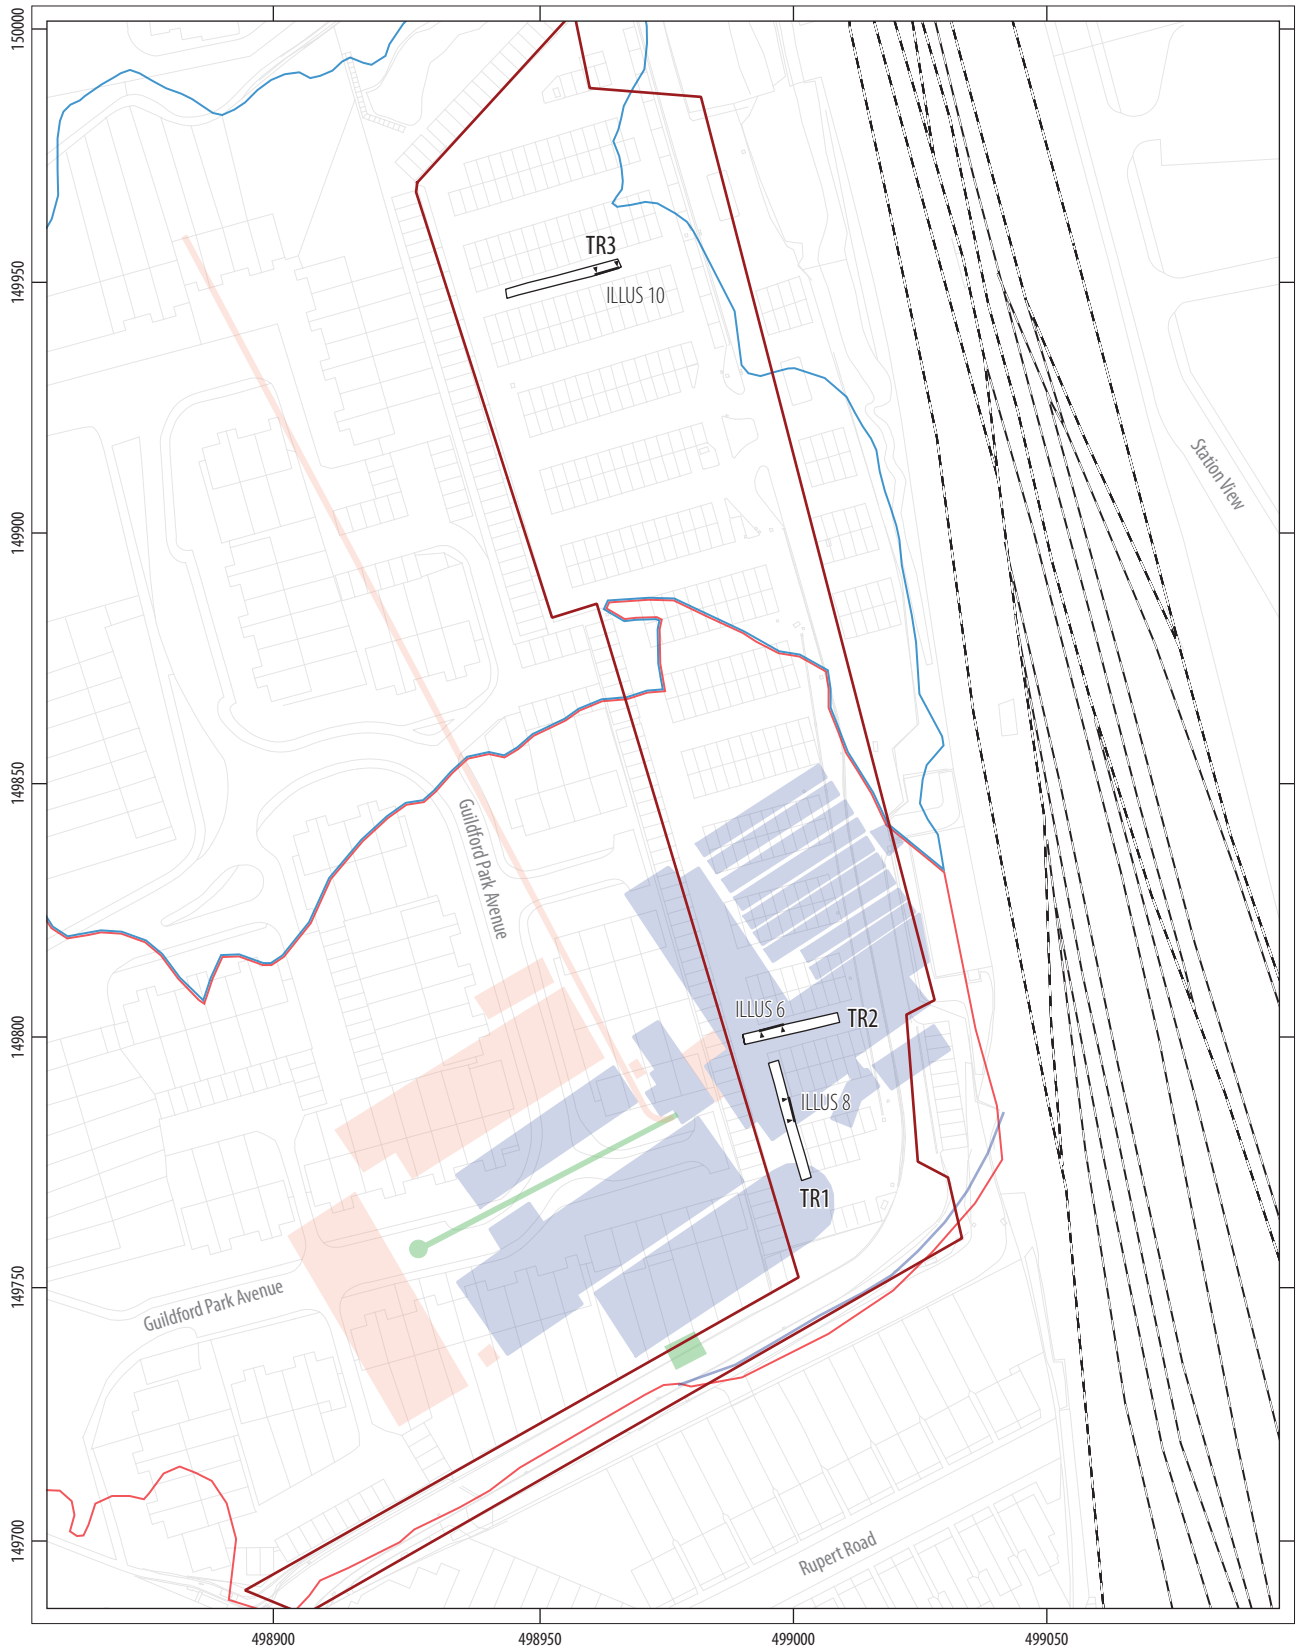 150000
TR3
149950
ILLUS 10
Station View
149900
149850
Guildford Park Avenue
ILLUS 6
TR2
149800
ILLUS 8
TR1
149750
Guildford Park Avenue
149700
Rupert Road
498900
498950
499000
499050